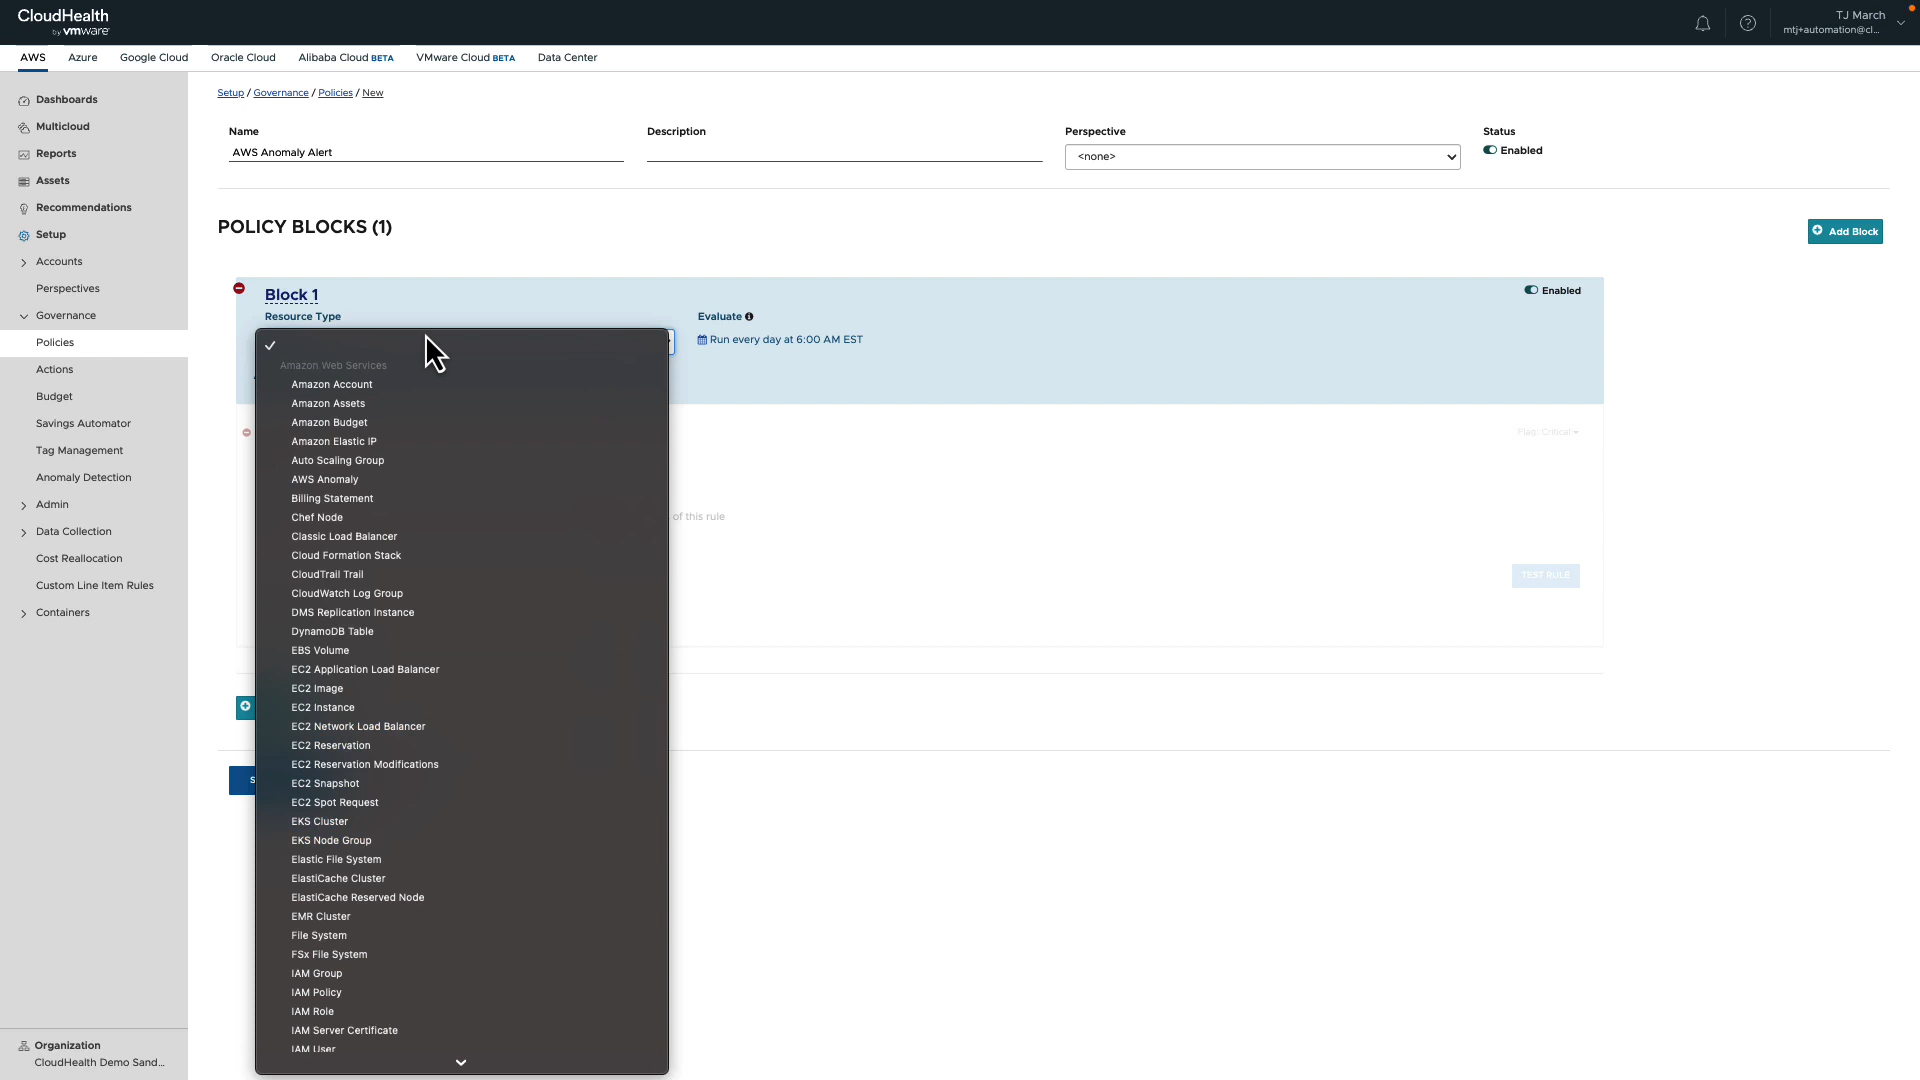 CloudHealth
by vmware
TJ March
mtj+automation@cl...
AWS
Azure
Google Cloud
Oracle Cloud
Alibaba Cloud BETA
VMware Cloud BETA
Data Center
Dashboards
Multicloud
Reports
Assets
Recommendations
Setup
Accounts
Perspectives
Governance
Policies
Actions
Budget
Savings Automator
Tag Management
Anomaly Detection
Admin
Data Collection
Cost Reallocation
Custom Line Item Rules
Containers
Organization
CloudHealth Demo Sand...
Setup / Governance / Policies / New
Name
AWS Anomaly Alert
Description
Perspective
<none>
Status
Enabled
POLICY BLOCKS (1)
Add Block
Block 1
Enabled
Resource Type
Evaluate
Run every day at 6:00 AM EST
Amazon Web Services
Amazon Account
Amazon Assets
Amazon Budget
Amazon Elastic IP
Auto Scaling Group
AWS Anomaly
Billing Statement
Chef Node
Classic Load Balancer
Cloud Formation Stack
CloudTrail Trail
CloudWatch Log Group
DMS Replication Instance
DynamoDB Table
EBS Volume
EC2 Application Load Balancer
EC2 Image
EC2 Instance
EC2 Network Load Balancer
EC2 Reservation
EC2 Reservation Modifications
EC2 Snapshot
EC2 Spot Request
EKS Cluster
EKS Node Group
Elastic File System
ElastiCache Cluster
ElastiCache Reserved Node
EMR Cluster
File System
FSx File System
IAM Group
IAM Policy
IAM Role
IAM Server Certificate
IAM User
Flag: Critical
of this rule
TEST RULE
S